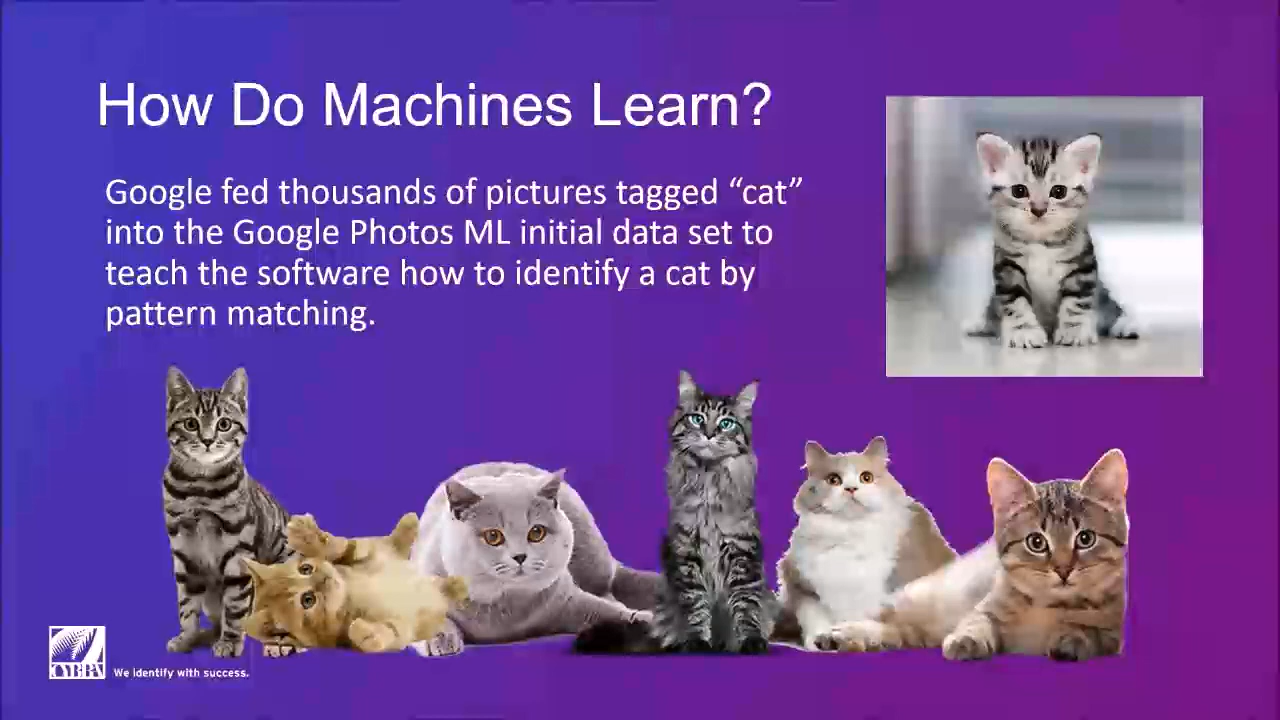 How Do Machines Learn?
Google fed thousands of pictures tagged “cat”
into the Google Photos ML initial data set to
teach the software how to identify a cat by
pattern matching.
CYBRA
We identify with success.